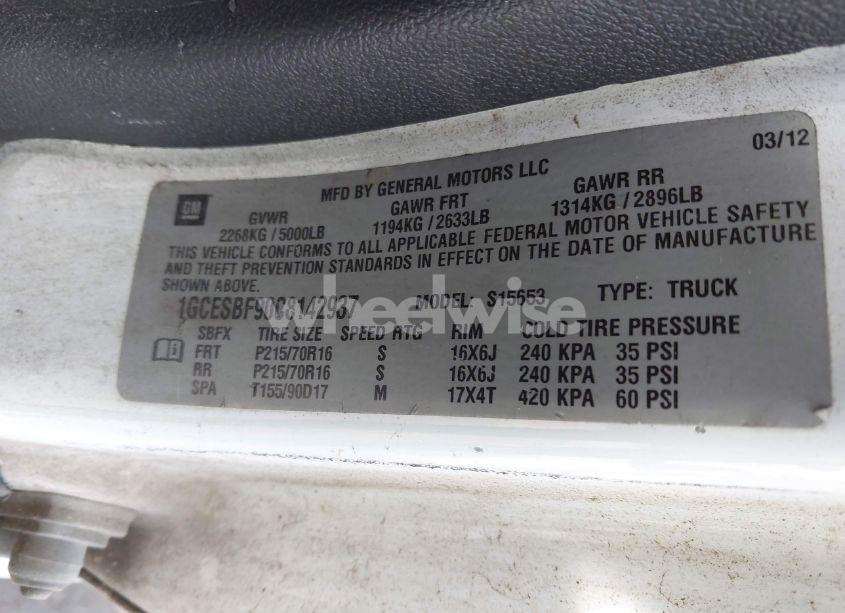 03/12
MFD BY GENERAL MOTORS LLC
GM
GVWR GAWR FRT GAWR RR
2268KG / 5000LB 1194KG / 2633LB 1314KG / 2896LB
THIS VEHICLE CONFORMS TO ALL APPLICABLE FEDERAL MOTOR VEHICLE SAFETY
AND THEFT PREVENTION STANDARDS IN EFFECT ON THE DATE OF MANUFACTURE
SHOWN ABOVE.
1GCESBF90C8142937 MODEL: S15653 TYPE: TRUCK
wheelwise
SBFX TIRE SIZE SPEED RTG RIM COLD TIRE PRESSURE
FRT P215/70R16 S 16X6J 240 KPA 35 PSI
RR P215/70R16 S 16X6J 240 KPA 35 PSI
SPA T155/90D17 M 17X4T 420 KPA 60 PSI